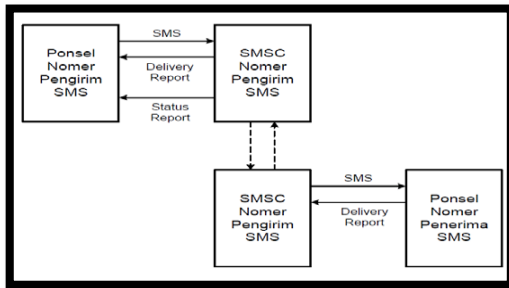 Ponsel
Nomer
Pengirim
SMS
SMS
Delivery
Report
Status
Report
SMSC
Nomer
Pengirim
SMS
SMSC
Nomer
Pengirim
SMS
SMS
Delivery
Report
Ponsel
Nomer
Penerima
SMS